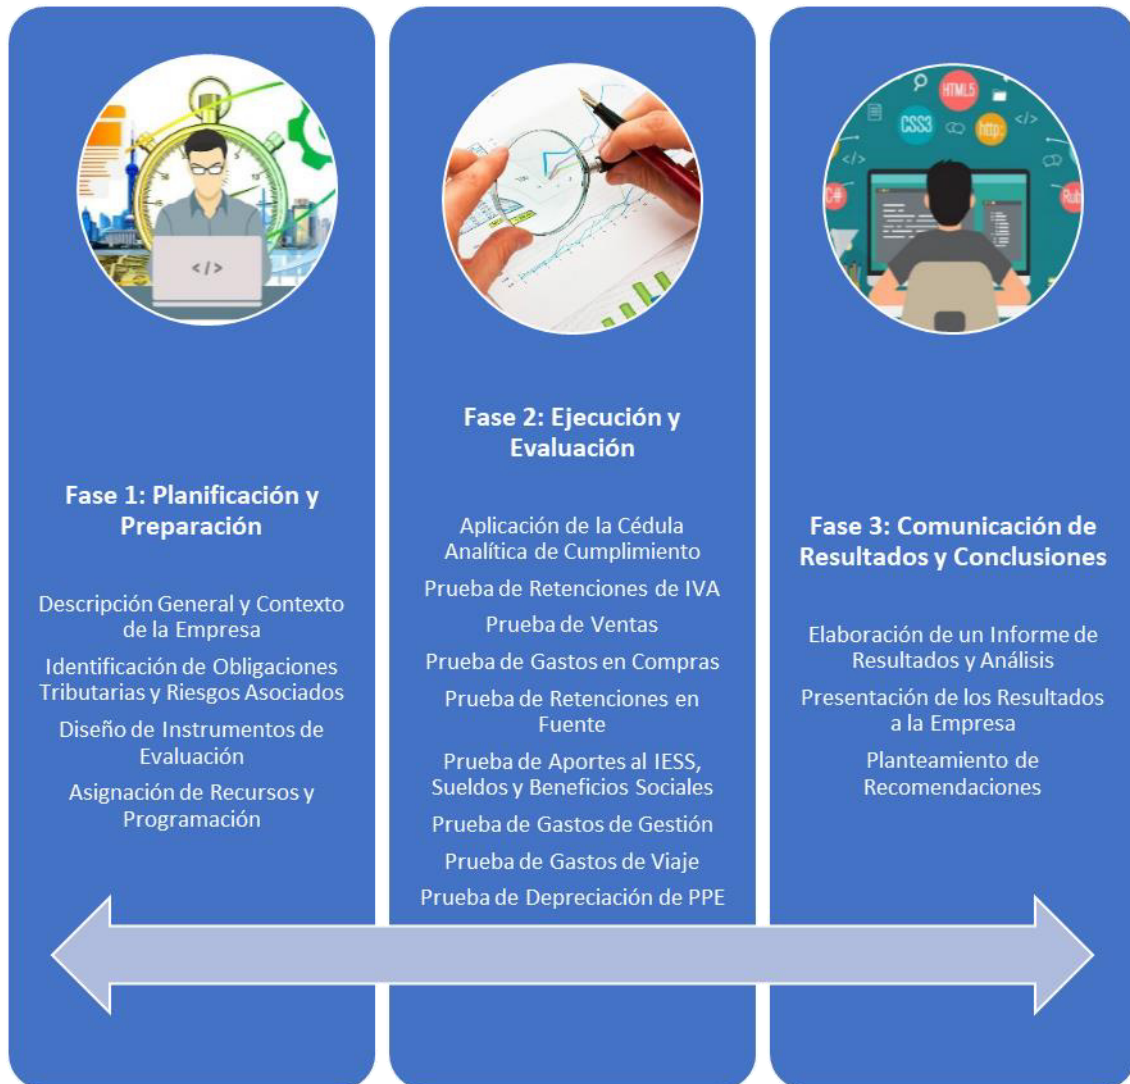 </>
Fase 1: Planificación y
Preparación
Descripción General y Contexto
de la Empresa
Identificación de Obligaciones
Tributarias y Riesgos Asociados
Diseño de Instrumentos de
Evaluación
Asignación de Recursos y
Programación
Fase 2: Ejecución y
Evaluación
Aplicación de la Cédula
Analítica de Cumplimiento
Prueba de Retenciones de IVA
Prueba de Ventas
Prueba de Gastos en Compras
Prueba de Retenciones en
Fuente
Prueba de Aportes al IESS,
Sueldos y Beneficios Sociales
Prueba de Gastos de Gestión
Prueba de Gastos de Viaje
Prueba de Depreciación de PPE
HTML5
CSS3
http:
</>
</>
C#
Rub
Fase 3: Comunicación de
Resultados y Conclusiones
Elaboración de un Informe de
Resultados y Análisis
Presentación de los Resultados
a la Empresa
Planteamiento de
Recomendaciones